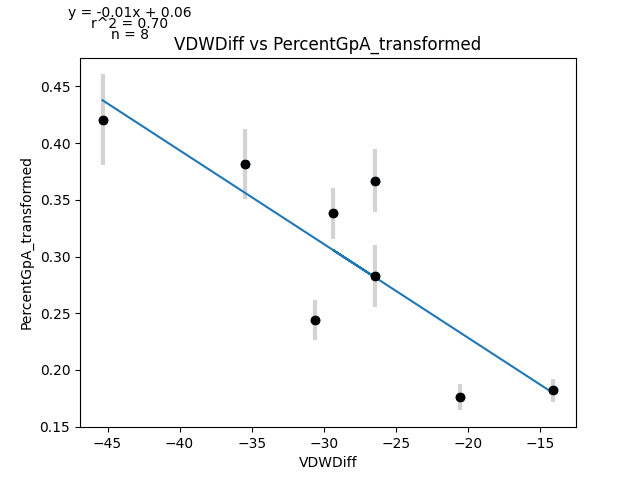 y = -0.01x + 0.06
r^2 = 0.70
n = 8
VDWDiff vs PercentGpA_transformed
PercentGpA_transformed
0.45
0.40
0.35
0.30
0.25
0.20
0.15
−45 −40 −35 −30 −25 −20 −15
VDWDiff